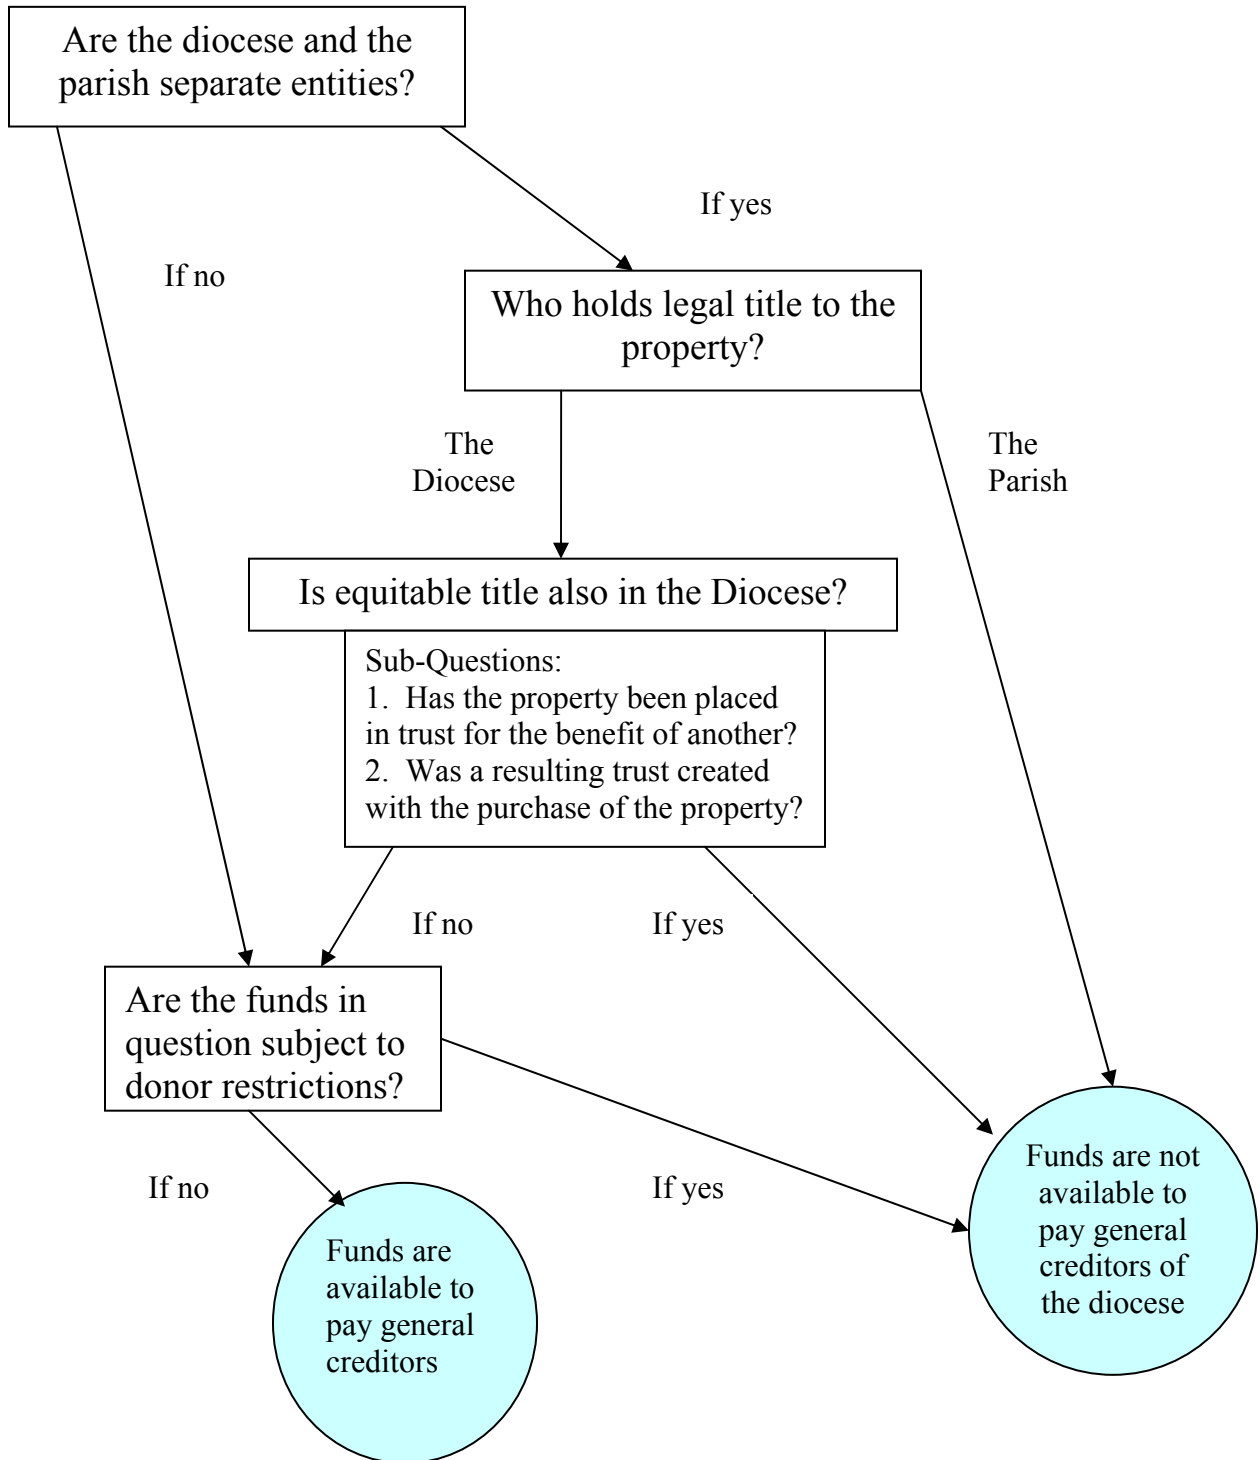 Are the diocese and the
parish separate entities?
If yes
If no
Who holds legal title to the
property?
The
Diocese
The
Parish
Is equitable title also in the Diocese?
Sub-Questions:
1.  Has the property been placed
in trust for the benefit of another?
2.  Was a resulting trust created
with the purchase of the property?
If no
If yes
Are the funds in
question subject to
donor restrictions?
If no
If yes
Funds are not
available to
pay general
creditors of
the diocese
Funds are
available to
pay general
creditors